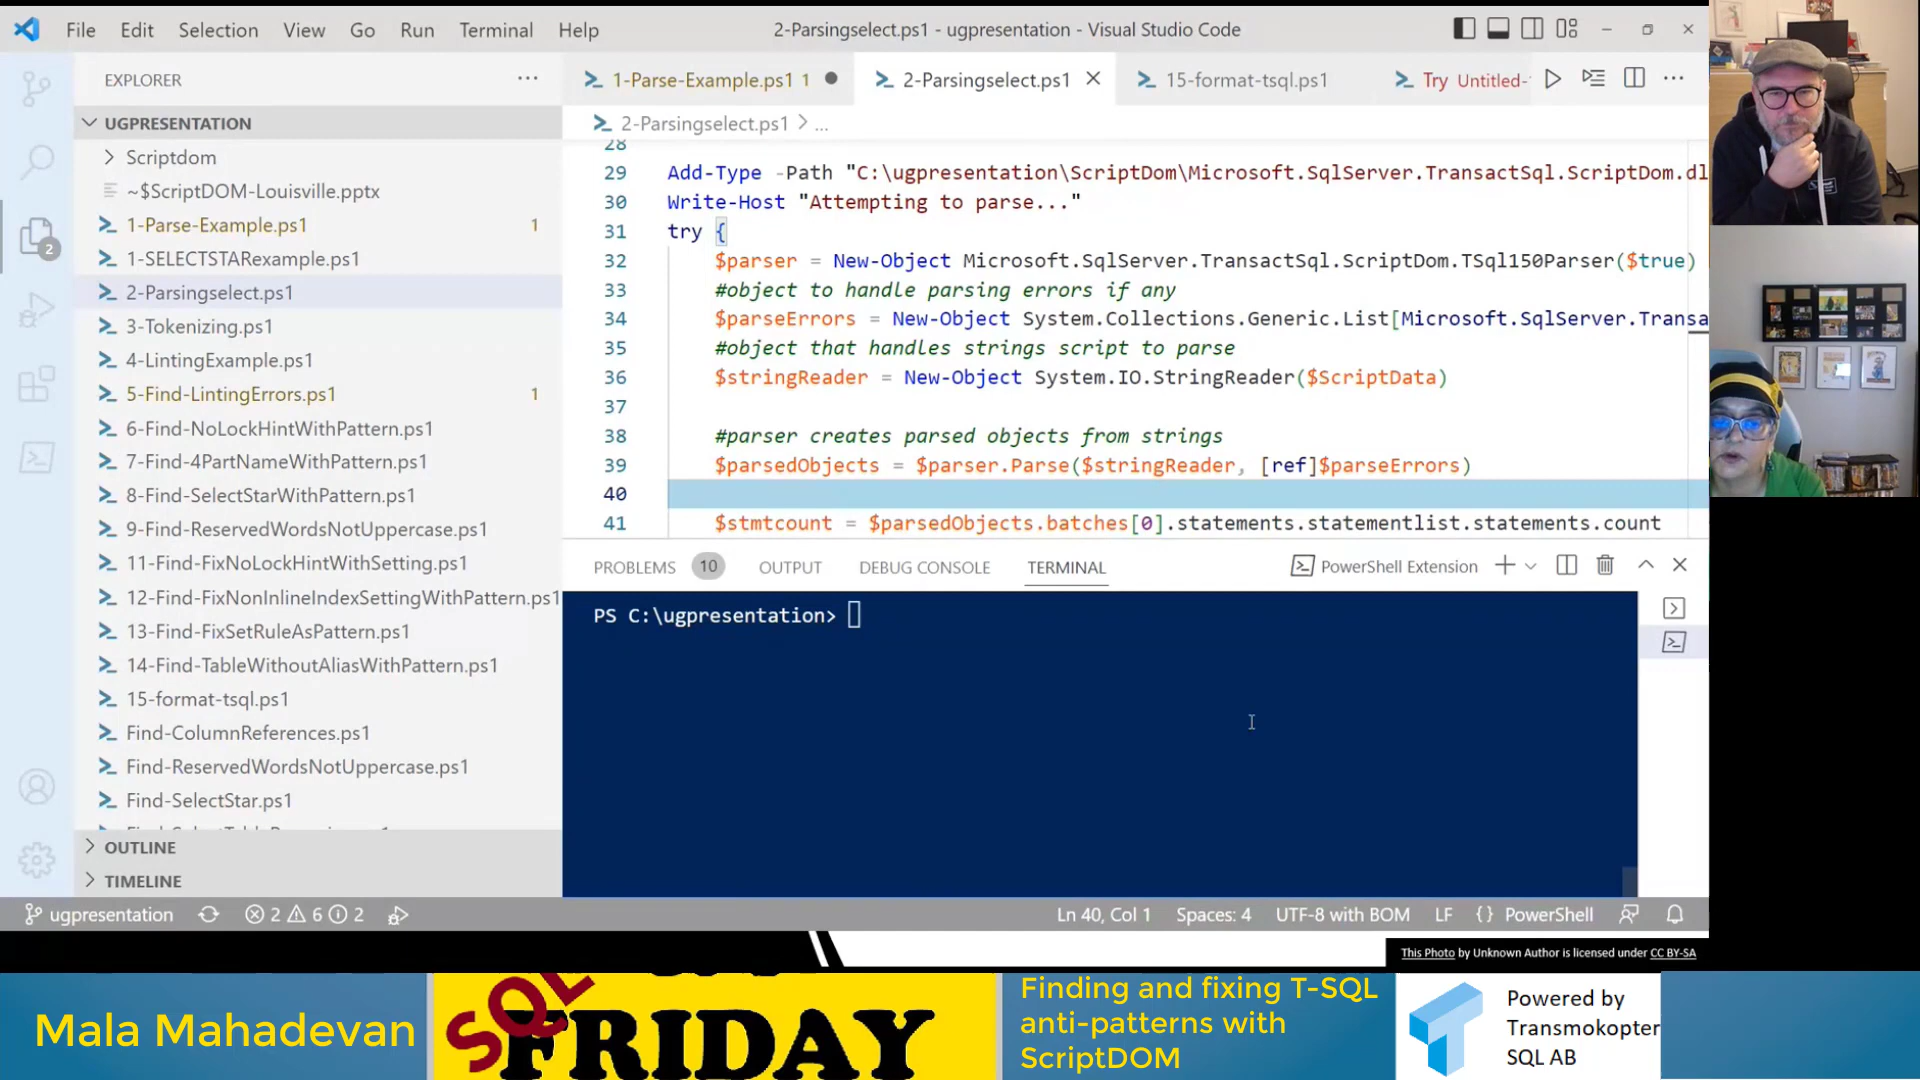 File Edit Selection View Go Run Terminal Help
2-Parsingselect.ps1 - ugpresentation - Visual Studio Code
EXPLORER
UGPRESENTATION
Scriptdom
~$ScriptDOM-Louisville.pptx
1-Parse-Example.ps1 1
1-SELECTSTARexample.ps1
2-Parsingselect.ps1
3-Tokenizing.ps1
4-LintingExample.ps1
5-Find-LintingErrors.ps1 1
6-Find-NoLockHintWithPattern.ps1
7-Find-4PartNameWithPattern.ps1
8-Find-SelectStarWithPattern.ps1
9-Find-ReservedWordsNotUppercase.ps1
11-Find-FixNoLockHintWithSetting.ps1
12-Find-FixNonInlineIndexSettingWithPattern.ps1
13-Find-FixSetRuleAsPattern.ps1
14-Find-TableWithoutAliasWithPattern.ps1
15-format-tsql.ps1
Find-ColumnReferences.ps1
Find-ReservedWordsNotUppercase.ps1
Find-SelectStar.ps1
OUTLINE
TIMELINE
2
1-Parse-Example.ps1 1
2-Parsingselect.ps1
15-format-tsql.ps1
Try Untitled-
2-Parsingselect.ps1 > ...
28
29 Add-Type -Path "C:\ugpresentation\ScriptDom\Microsoft.SqlServer.TransactSql.ScriptDom.dl
30 Write-Host "Attempting to parse..."
31 try {
32 $parser = New-Object Microsoft.SqlServer.TransactSql.ScriptDom.TSql150Parser($true)
33 #object to handle parsing errors if any
34 $parseErrors = New-Object System.Collections.Generic.List[Microsoft.SqlServer.Transa
35 #object that handles strings script to parse
36 $stringReader = New-Object System.IO.StringReader($ScriptData)
37
38 #parser creates parsed objects from strings
39 $parsedObjects = $parser.Parse($stringReader, [ref]$parseErrors)
40
41 $stmtcount = $parsedObjects.batches[0].statements.statementlist.statements.count
PROBLEMS 10 OUTPUT DEBUG CONSOLE TERMINAL
PowerShell Extension
PS C:\ugpresentation>
ugpresentation 2 6 2
Ln 40, Col 1 Spaces: 4 UTF-8 with BOM LF {} PowerShell
This Photo by Unknown Author is licensed under CC BY-SA
Mala Mahadevan
SQL
FRIDAY
Finding and fixing T-SQL
anti-patterns with
ScriptDOM
Powered by
Transmokopter
SQL AB